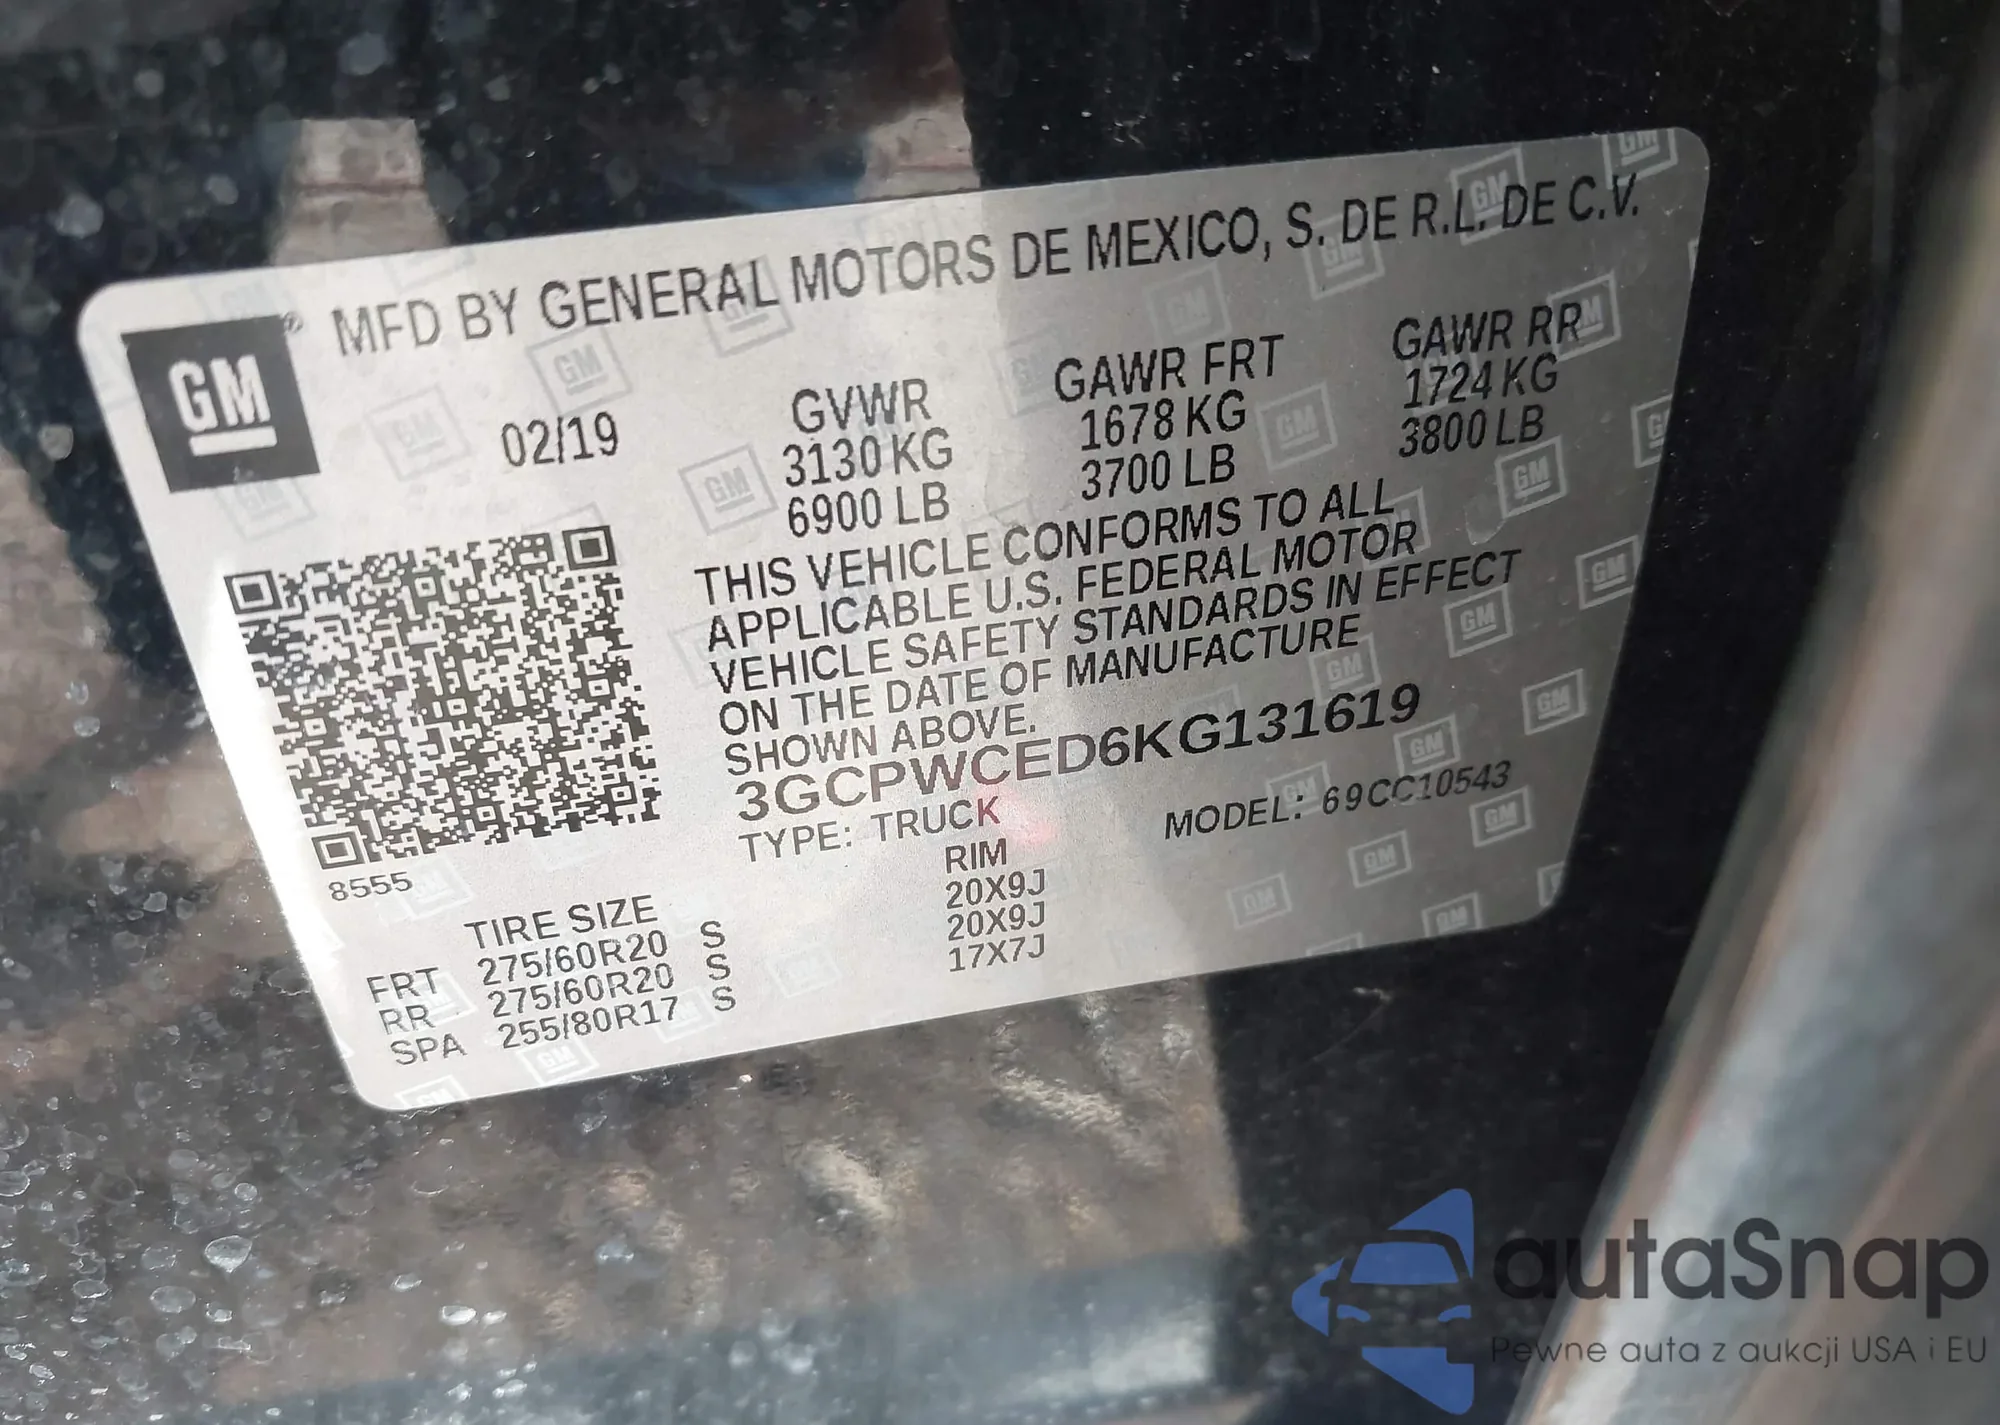 GM ® MFD BY GENERAL MOTORS DE MEXICO, S. DE R.L. DE C.V.
02/19 GVWR GAWR FRT GAWR RR
3130 KG 1678 KG 1724 KG
6900 LB 3700 LB 3800 LB
THIS VEHICLE CONFORMS TO ALL
APPLICABLE U.S. FEDERAL MOTOR
VEHICLE SAFETY STANDARDS IN EFFECT
ON THE DATE OF MANUFACTURE
SHOWN ABOVE.
3GCPWCED6KG131619
TYPE: TRUCK MODEL: 69CC10543
8555
TIRE SIZE RIM
FRT 275/60R20 S 20X9J
RR 275/60R20 S 20X9J
SPA 255/80R17 S 17X7J
autaSnap
Pewne auta z aukcji USA i EU